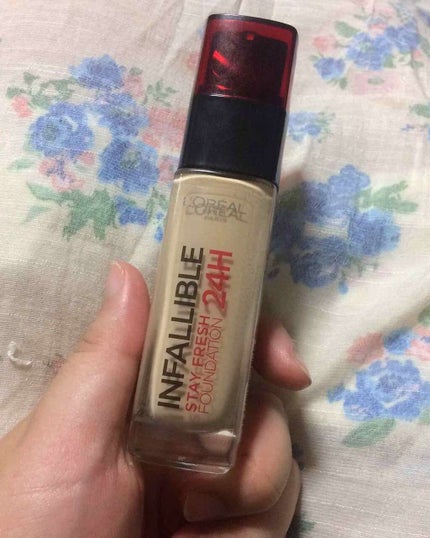 L'ORÉAL
PARIS
INFALLIBLE
STAY FRESH
FOUNDATION
24H